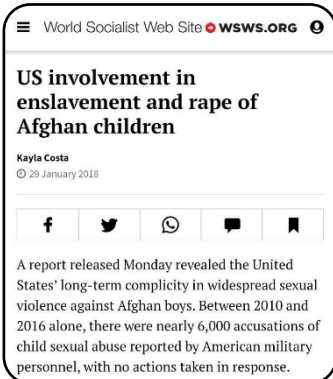 World Socialist Web Site WSWS.ORG
US involvement in
enslavement and rape of
Afghan children
Kayla Costa
29 January 2018
A report released Monday revealed the United
States' long-term complicity in widespread sexual
violence against Afghan boys. Between 2010 and
2016 alone, there were nearly 6,000 accusations of
child sexual abuse reported by American military
personnel, with no actions taken in response.